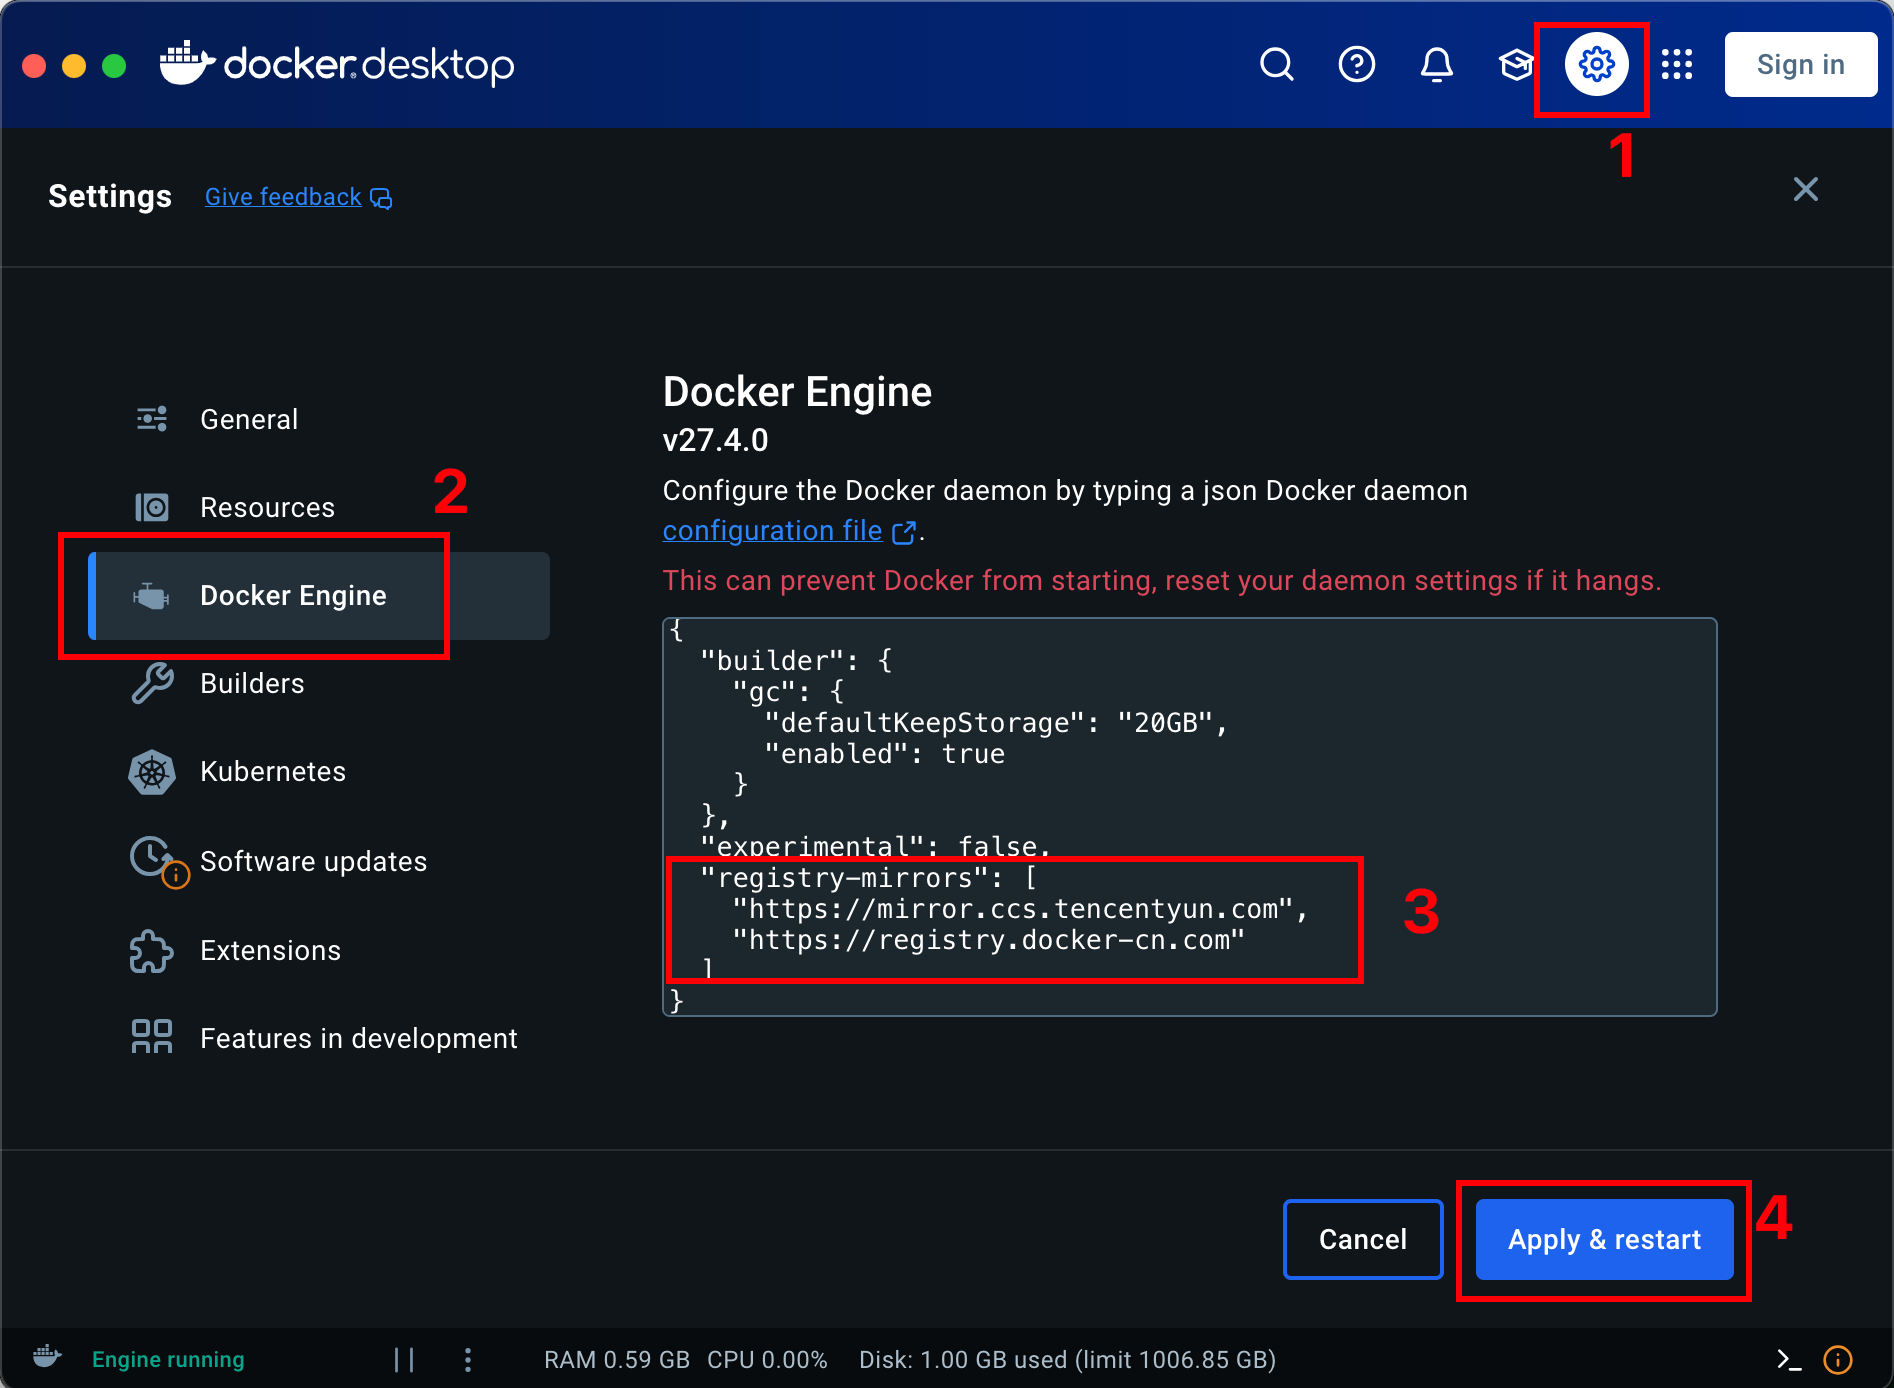 docker desktop
Sign in
1
Settings Give feedback
General
Resources
2
Docker Engine
Builders
Kubernetes
Software updates
Extensions
Features in development
Docker Engine
v27.4.0
Configure the Docker daemon by typing a json Docker daemon
configuration file .
This can prevent Docker from starting, reset your daemon settings if it hangs.
{
  "builder": {
    "gc": {
      "defaultKeepStorage": "20GB",
      "enabled": true
    }
  },
  "experimental": false,
  "registry-mirrors": [
    "https://mirror.ccs.tencentyun.com",
    "https://registry.docker-cn.com"
  ]
}
3
Cancel
Apply & restart
4
Engine running
RAM 0.59 GB CPU 0.00% Disk: 1.00 GB used (limit 1006.85 GB)